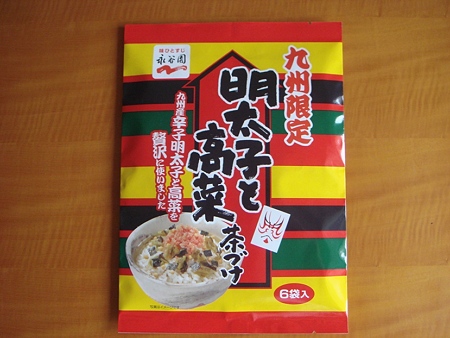 味ひとすじ
永谷園
九州限定
明太子と
高菜
茶づけ
九州産辛子明太子と高菜を
贅沢に使いました
6袋入